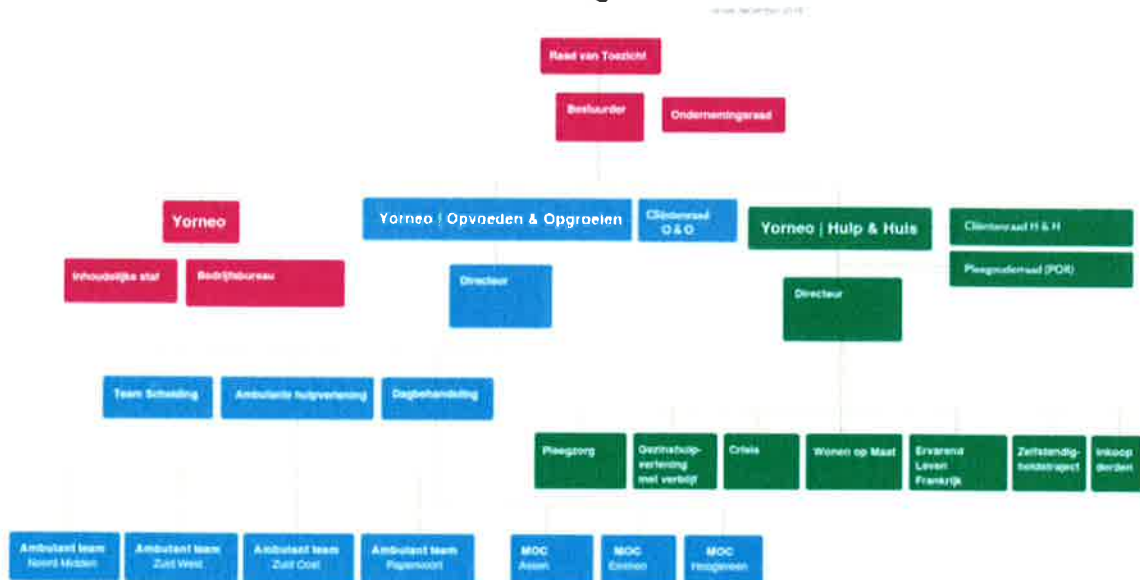 Raad van Toezicht
Bestuurder
Ondernemingsraad
Yorneo
Yorneo | Opvoeden & Opgroeien
Cliëntenraad
O & O
Yorneo | Hulp & Huis
Cliëntenraad H & H
Pleegouderraad (POR)
Inhoudelijke staf
Bedrijfsbureau
Directeur
Directeur
Team Scheiding
Ambulante hulpverlening
Dagbehandeling
Pleegzorg
Gezinshulp-
verlening
met verblijf
Crisis
Wonen op Maat
Ervarend
Leven
Frankrijk
Zelfstandig-
heidstraject
Inkoop
derden
Ambulant team
Noord-Midden
Ambulant team
Zuid West
Ambulant team
Zuid Oost
Ambulant team
Papenvoort
MOC
Assen
MOC
Emmen
MOC
Hoogeveen